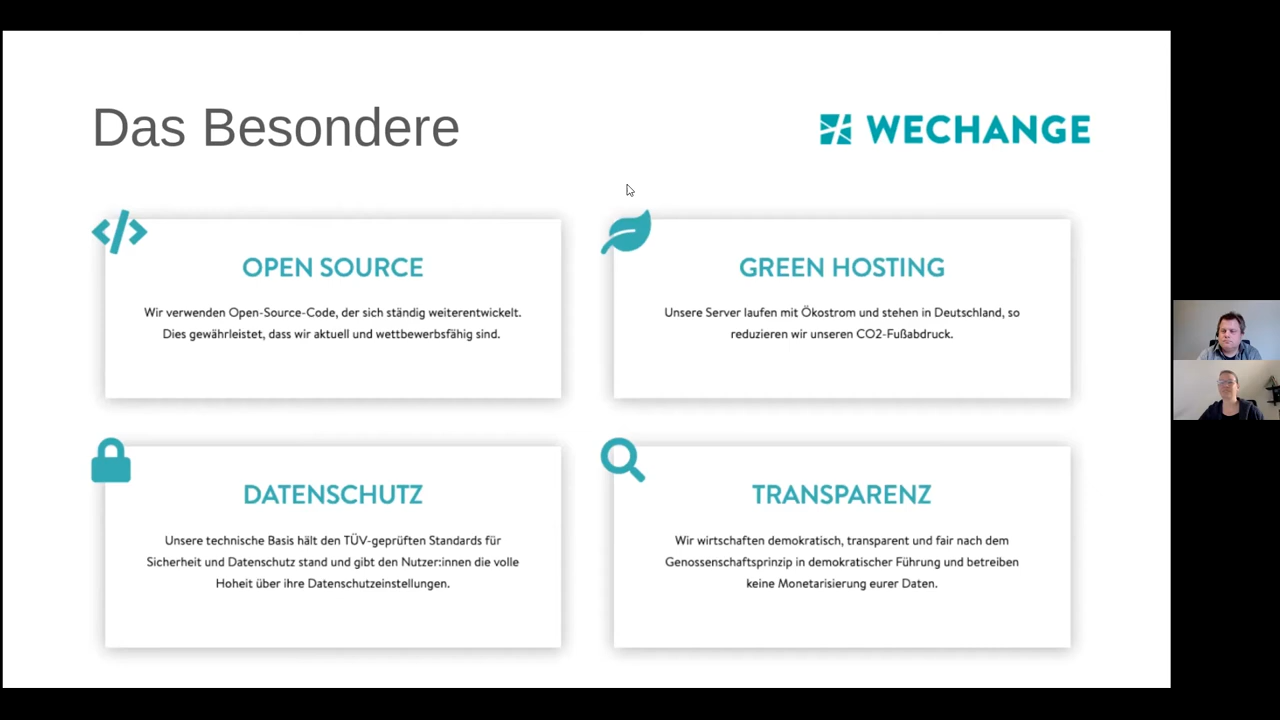 Das Besondere
WECHANGE
OPEN SOURCE
Wir verwenden Open-Source-Code, der sich ständig weiterentwickelt.
Dies gewährleistet, dass wir aktuell und wettbewerbsfähig sind.
GREEN HOSTING
Unsere Server laufen mit Ökostrom und stehen in Deutschland, so
reduzieren wir unseren CO2-Fußabdruck.
DATENSCHUTZ
Unsere technische Basis hält den TÜV-geprüften Standards für
Sicherheit und Datenschutz stand und gibt den Nutzer:innen die volle
Hoheit über ihre Datenschutzeinstellungen.
TRANSPARENZ
Wir wirtschaften demokratisch, transparent und fair nach dem
Genossenschaftsprinzip in demokratischer Führung und betreiben
keine Monetarisierung eurer Daten.